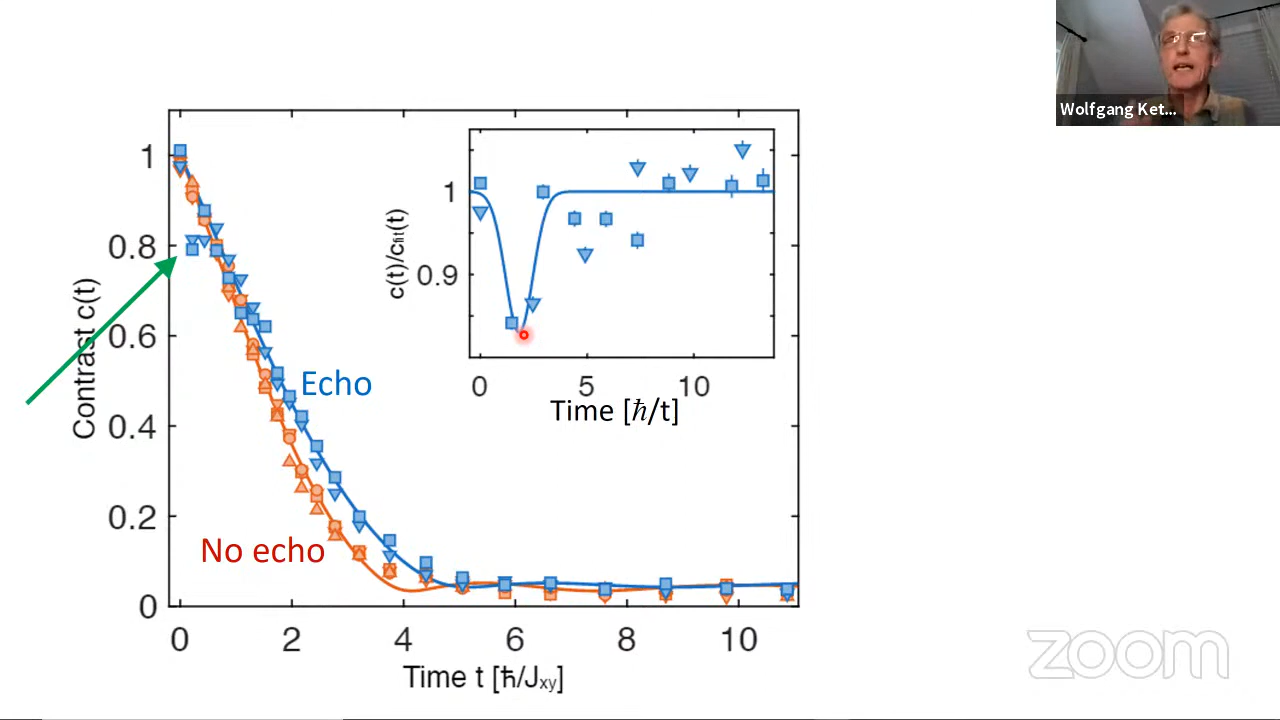 Wolfgang Ket...
1
0.8
0.6
0.4
0.2
0
Contrast c(t)
0 2 4 6 8 10
Time t [ħ/Jxy]
Echo
No echo
1
0.9
c(t)/cfit(t)
0 5 10
Time [ħ/t]
zoom